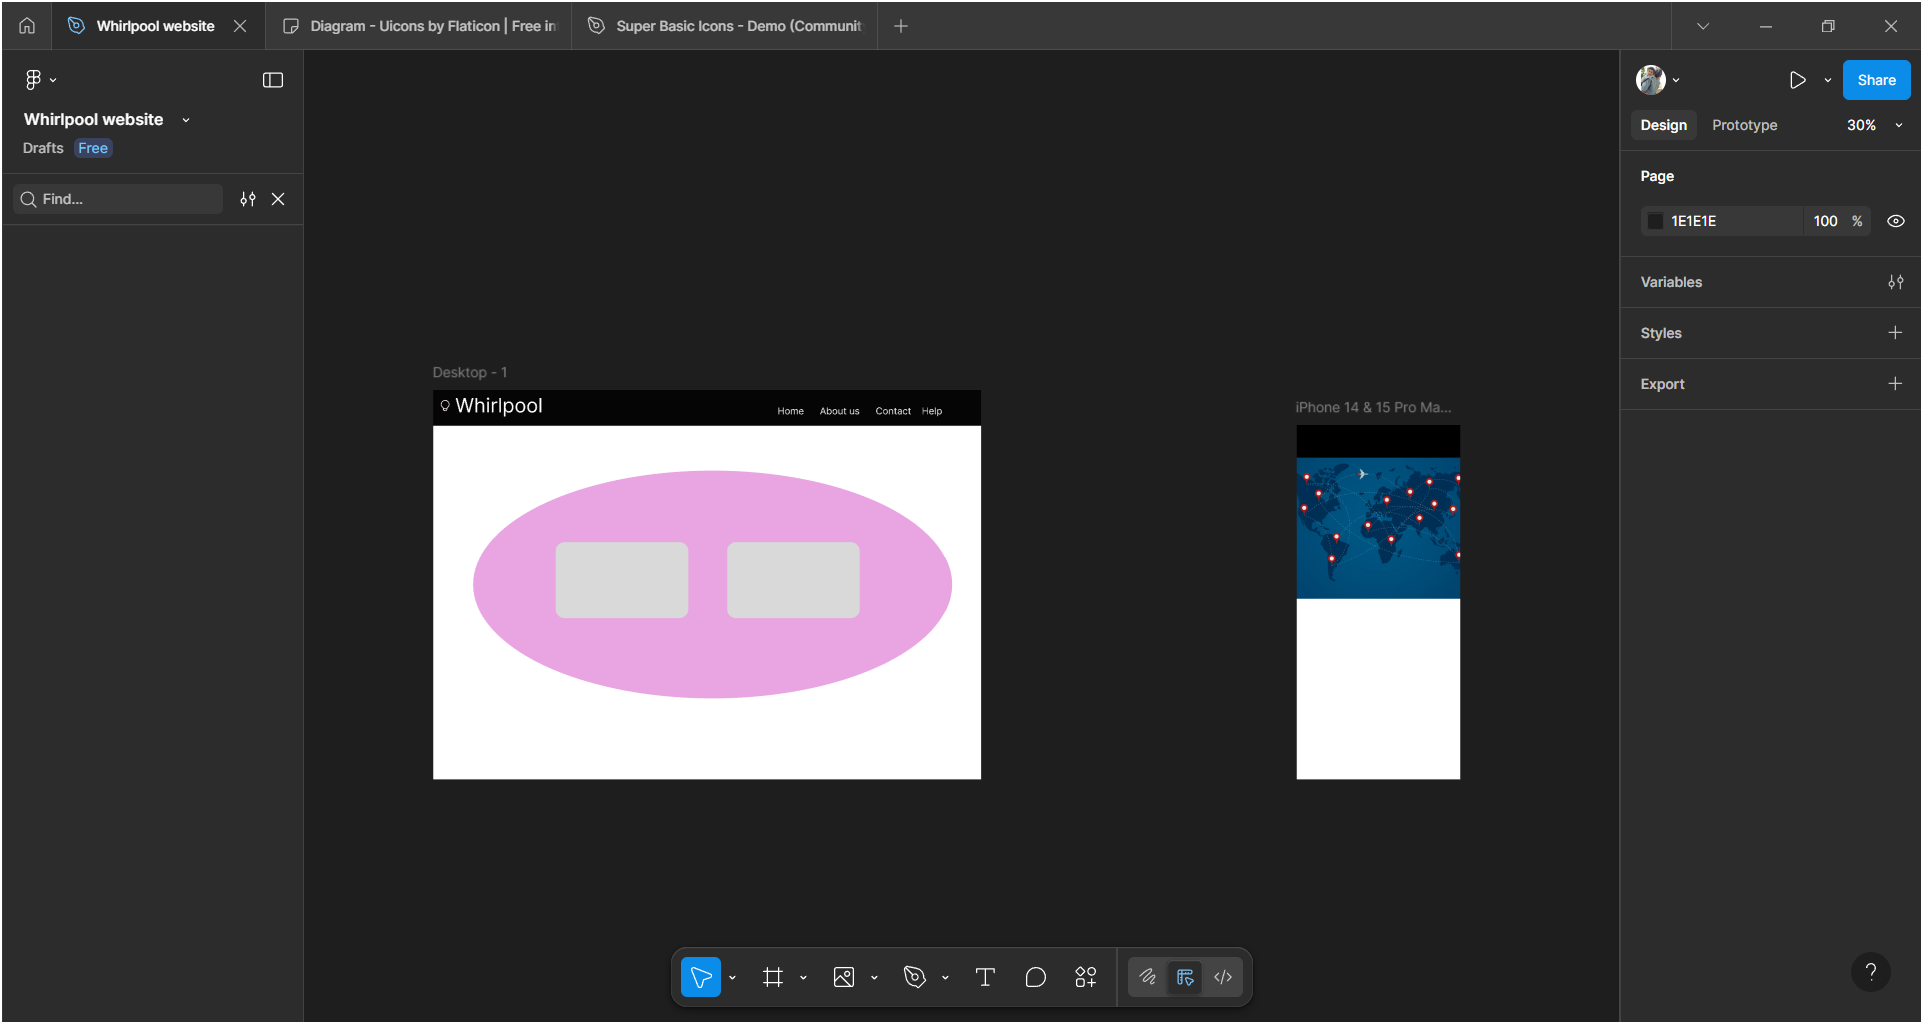 Whirlpool website
Diagram - Uicons by Flaticon | Free in
Super Basic Icons - Demo (Communit
Whirlpool website
Drafts Free
Find...
Share
Design Prototype 30%
Page
1E1E1E 100 %
Variables
Styles
Export
Desktop - 1
Whirlpool
Home About us Contact Help
iPhone 14 & 15 Pro Ma...
T
?